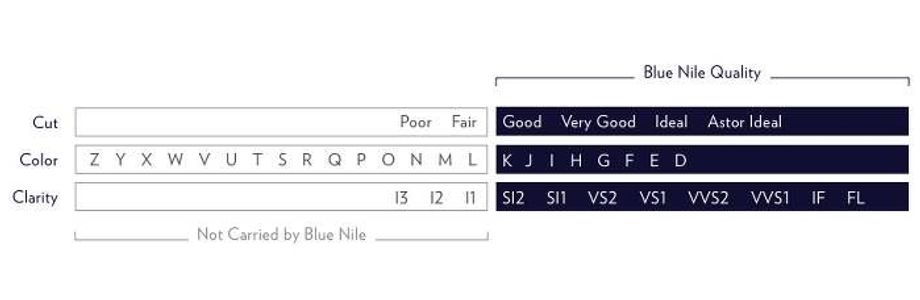 Blue Nile Quality
Cut Poor Fair Good Very Good Ideal Astor Ideal
Color Z Y X W V U T S R Q P O N M L K J I H G F E D
Clarity I3 I2 I1 SI2 SI1 VS2 VS1 VVS2 VVS1 IF FL
Not Carried by Blue Nile